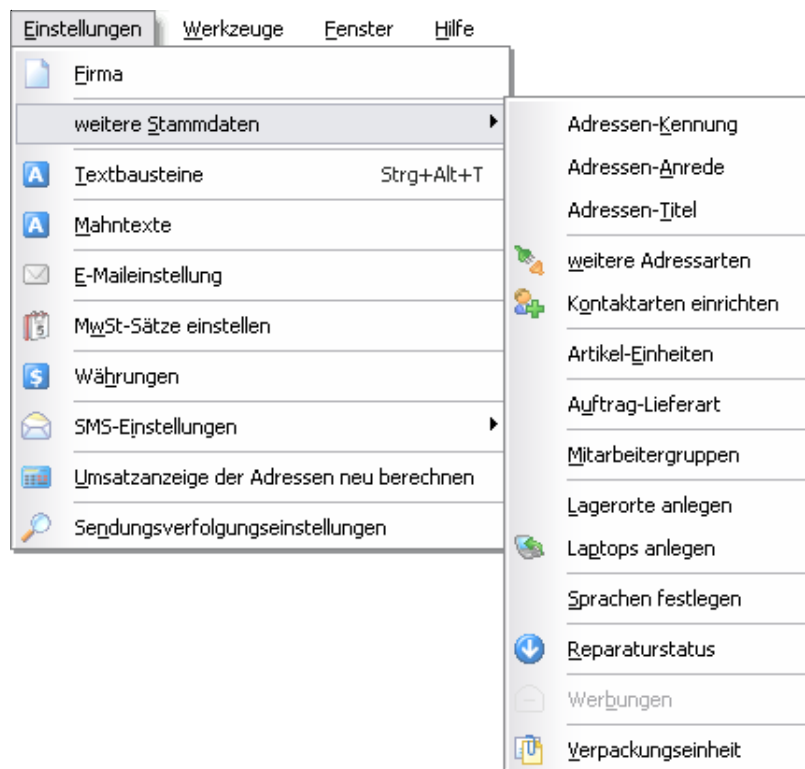 Einstellungen Werkzeuge Fenster Hilfe
Firma
weitere Stammdaten
Textbausteine Strg+Alt+T
Mahntexte
E-Maileinstellung
MwSt-Sätze einstellen
Währungen
SMS-Einstellungen
Umsatzanzeige der Adressen neu berechnen
Sendungsverfolgungseinstellungen
Adressen-Kennung
Adressen-Anrede
Adressen-Titel
weitere Adressarten
Kontaktarten einrichten
Artikel-Einheiten
Auftrag-Lieferart
Mitarbeitergruppen
Lagerorte anlegen
Laptops anlegen
Sprachen festlegen
Reparaturstatus
Werbungen
Verpackungseinheit